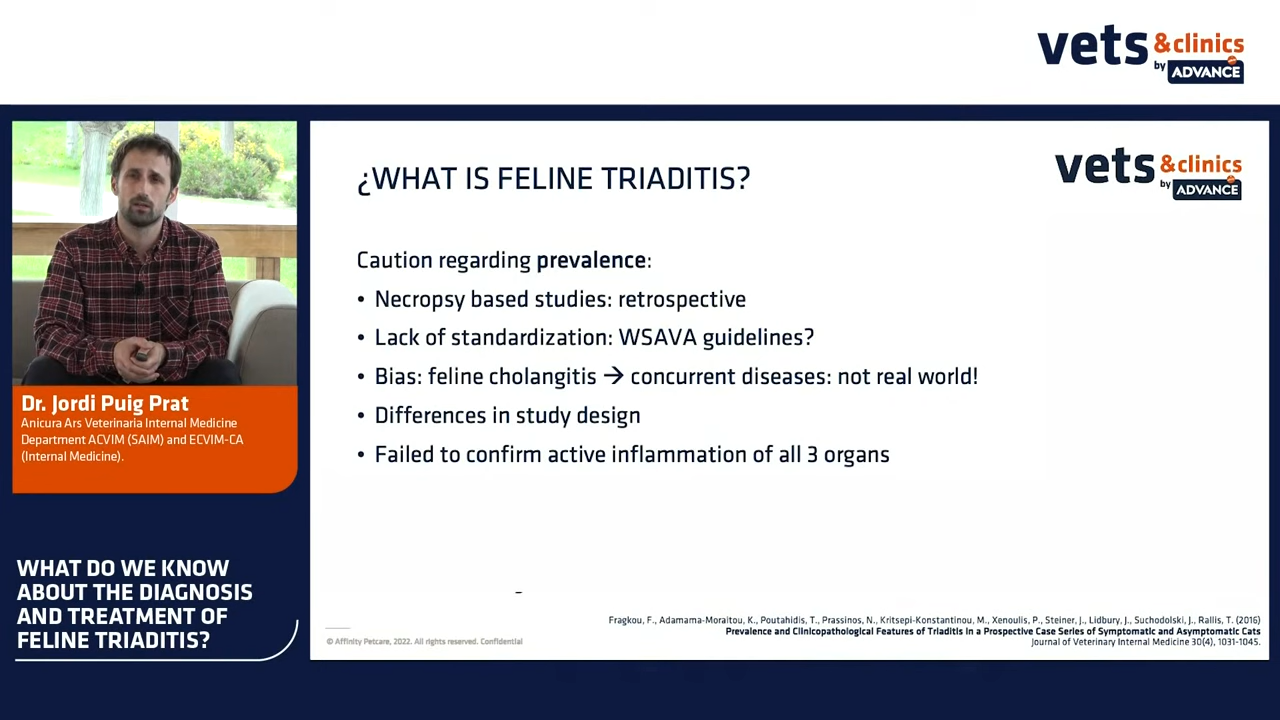 vets &clinics
by ADVANCE
vets &clinics
by ADVANCE
¿WHAT IS FELINE TRIADITIS?
Caution regarding prevalence:
• Necropsy based studies: retrospective
• Lack of standardization: WSAVA guidelines?
• Bias: feline cholangitis → concurrent diseases: not real world!
• Differences in study design
• Failed to confirm active inflammation of all 3 organs
Dr. Jordi Puig Prat
Anicura Ars Veterinaria Internal Medicine
Department ACVIM (SAIM) and ECVIM-CA
(Internal Medicine).
WHAT DO WE KNOW
ABOUT THE DIAGNOSIS
AND TREATMENT OF
FELINE TRIADITIS?
© Affinity Petcare, 2022. All rights reserved. Confidential
Fragkou, F., Adamama-Moraitou, K., Poutahidis, T., Prassinos, N., Kritsepi-Konstantinou, M., Xenoulis, P., Steiner, J., Lidbury, J., Suchodolski, J., Rallis, T. (2016)
Prevalence and Clinicopathological Features of Triaditis in a Prospective Case Series of Symptomatic and Asymptomatic Cats
Journal of Veterinary Internal Medicine 30(4), 1031-1045.